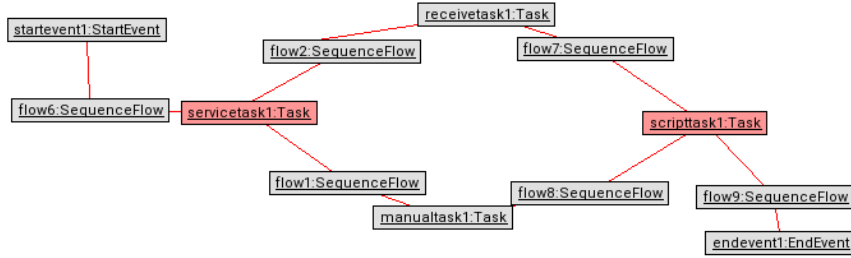 receivetask1:Task
startevent1:StartEvent
flow2:SequenceFlow
flow7:SequenceFlow
flow6:SequenceFlow
servicetask1:Task
scripttask1:Task
flow1:SequenceFlow
flow8:SequenceFlow
flow9:SequenceFlow
manualtask1:Task
endevent1:EndEvent